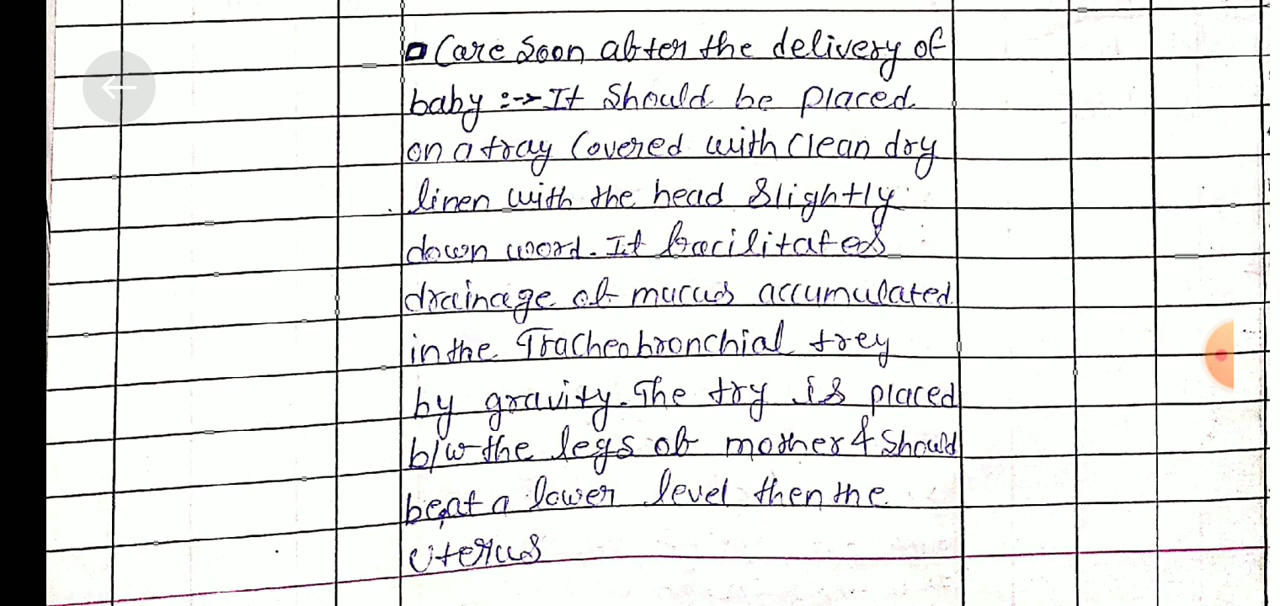 Care Soon after the delivery of
baby :-> It Should be placed
on a tray Covered with Clean dry
linen with the head Slightly
down word. It facilitates
drainage of mucus accumulated
in the Tracheobronchial trey
by gravity. The try is placed
b/w the legs of mother & Should
be at a lower level then the
Uterus